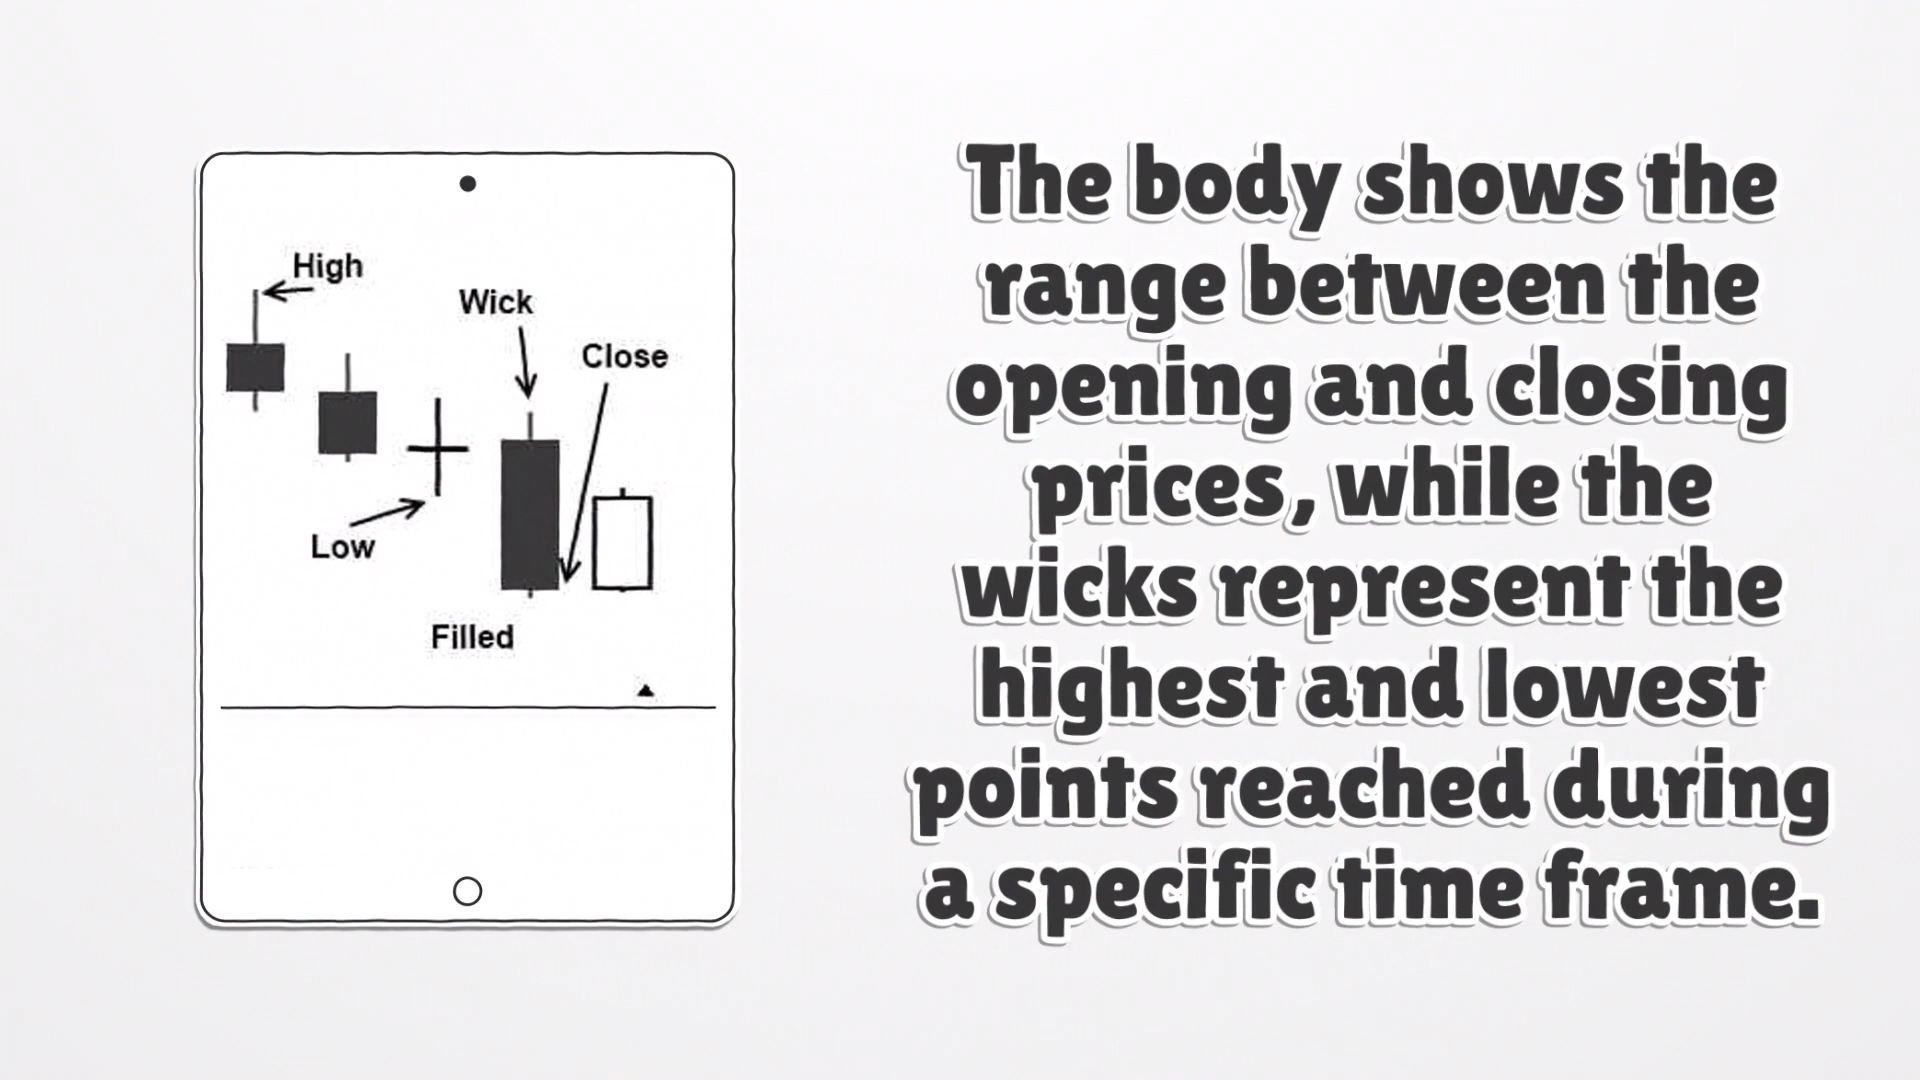 High
Wick
Close
Low
Filled
The body shows the
range between the
opening and closing
prices, while the
wicks represent the
highest and lowest
points reached during
a specific time frame.